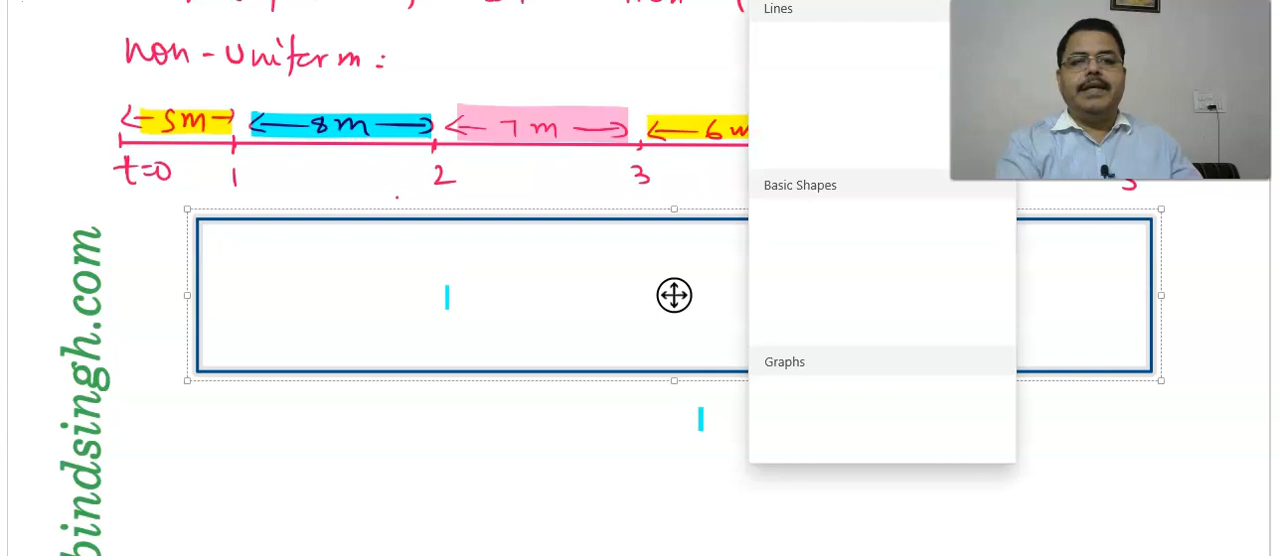 Lines
non-uniform:
5m 8m 7m 6m
t=0 1 2 3
Basic Shapes
Graphs
bindsingh.com